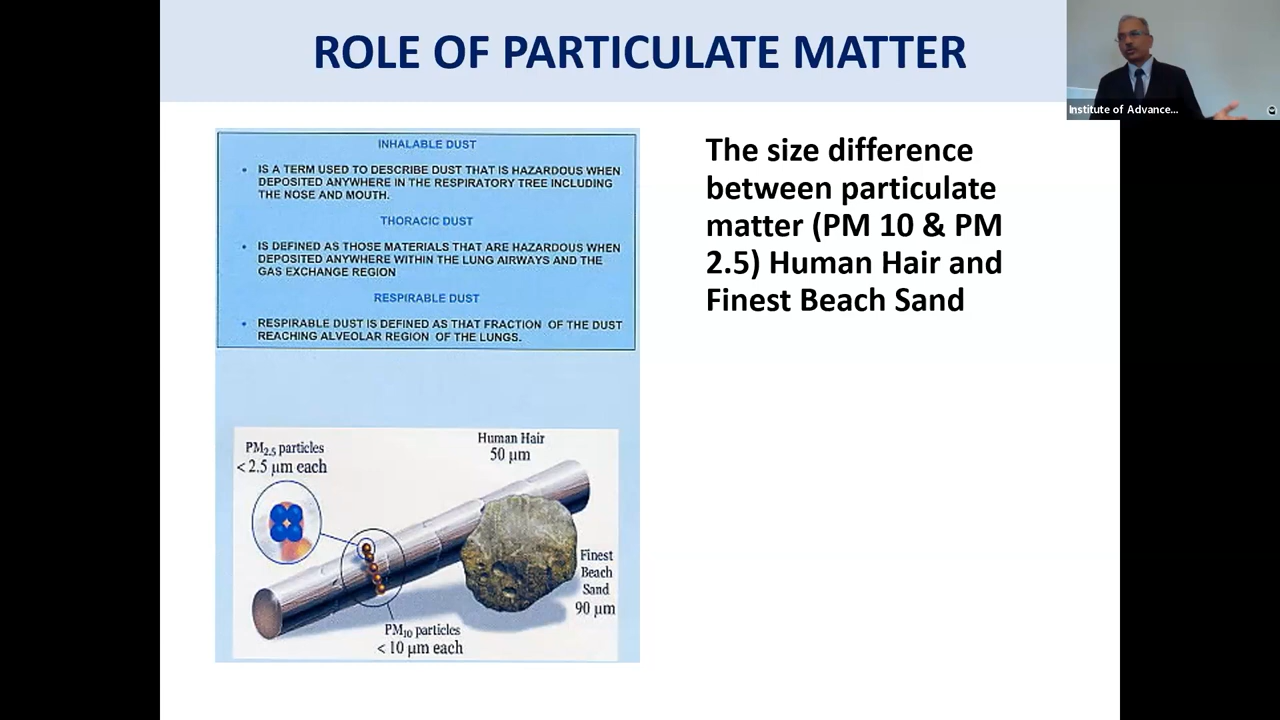 ROLE OF PARTICULATE MATTER
Institute of Advance...
INHALABLE DUST
• IS A TERM USED TO DESCRIBE DUST THAT IS HAZARDOUS WHEN
DEPOSITED ANYWHERE IN THE RESPIRATORY TREE INCLUDING
THE NOSE AND MOUTH.
THORACIC DUST
• IS DEFINED AS THOSE MATERIALS THAT ARE HAZARDOUS WHEN
DEPOSITED ANYWHERE WITHIN THE LUNG AIRWAYS AND THE
GAS EXCHANGE REGION
RESPIRABLE DUST
• RESPIRABLE DUST IS DEFINED AS THAT FRACTION OF THE DUST
REACHING ALVEOLAR REGION OF THE LUNGS.
The size difference
between particulate
matter (PM 10 & PM
2.5) Human Hair and
Finest Beach Sand
Human Hair
50 µm
PM2.5 particles
< 2.5 µm each
Finest
Beach
Sand
90 µm
PM10 particles
< 10 µm each